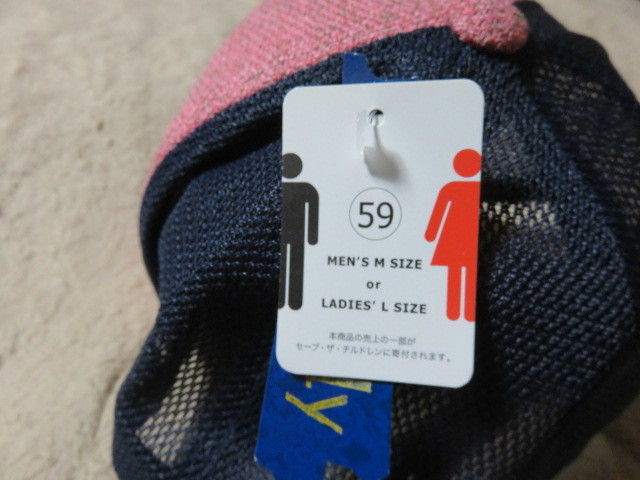 59
MEN'S M SIZE
or
LADIES' L SIZE
本商品の売上の一部が
セーブ・ザ・チルドレンに寄付されます。